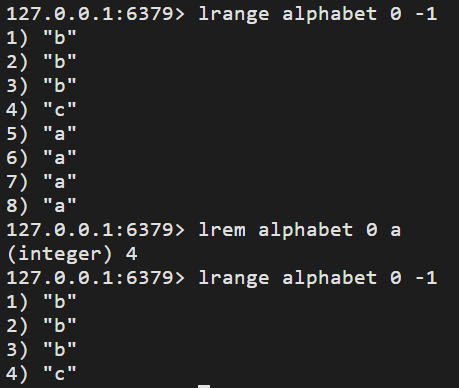 127.0.0.1:6379> lrange alphabet 0 -1
1) "b"
2) "b"
3) "b"
4) "c"
5) "a"
6) "a"
7) "a"
8) "a"
127.0.0.1:6379> lrem alphabet 0 a
(integer) 4
127.0.0.1:6379> lrange alphabet 0 -1
1) "b"
2) "b"
3) "b"
4) "c"